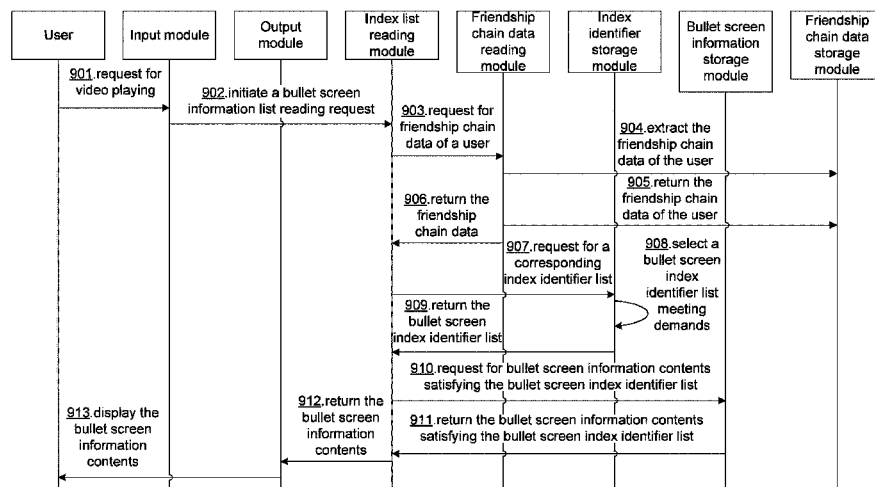 User
Input module
Output
module
Index list
reading
module
Friendship
chain data
reading
module
Index
identifier
storage
module
Bullet screen
information
storage
module
Friendship
chain data
storage
module
901.request for
video playing
902.initiate a bullet screen
information list reading request
903.request for
friendship chain
data of a user
904.extract the
friendship chain
data of the user
905.return the
friendship chain
data of the user
906.return the
friendship
chain data
907.request for a
corresponding
index identifier list
908.select a
bullet screen
index
identifier list
meeting
demands
909.return the
bullet screen
index identifier list
910.request for bullet screen information contents
satisfying the bullet screen index identifier list
911.return the bullet screen information contents
satisfying the bullet screen index identifier list
912.return the
bullet screen
information
contents
913.display the
bullet screen
information
contents